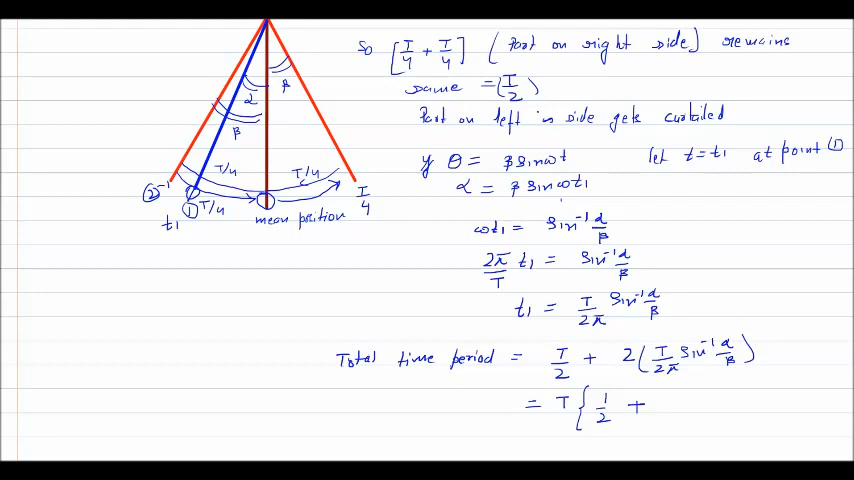 So [T/4 + T/4] (Part on right side) remains
same = (T/2)
Part on left in side gets curtailed
y θ = β sin ωt let t = t1 at point (1)
α = β sin ωt1
ωt1 = sin⁻¹ α/β
2π/T t1 = sin⁻¹ α/β
t1 = T/2π sin⁻¹ α/β
Total time period = T/2 + 2(T/2π sin⁻¹ α/β)
= T { 1/2 +
α
β
β
T/4
T/4
②⁻¹
①
T/4
t1
mean position
T/4